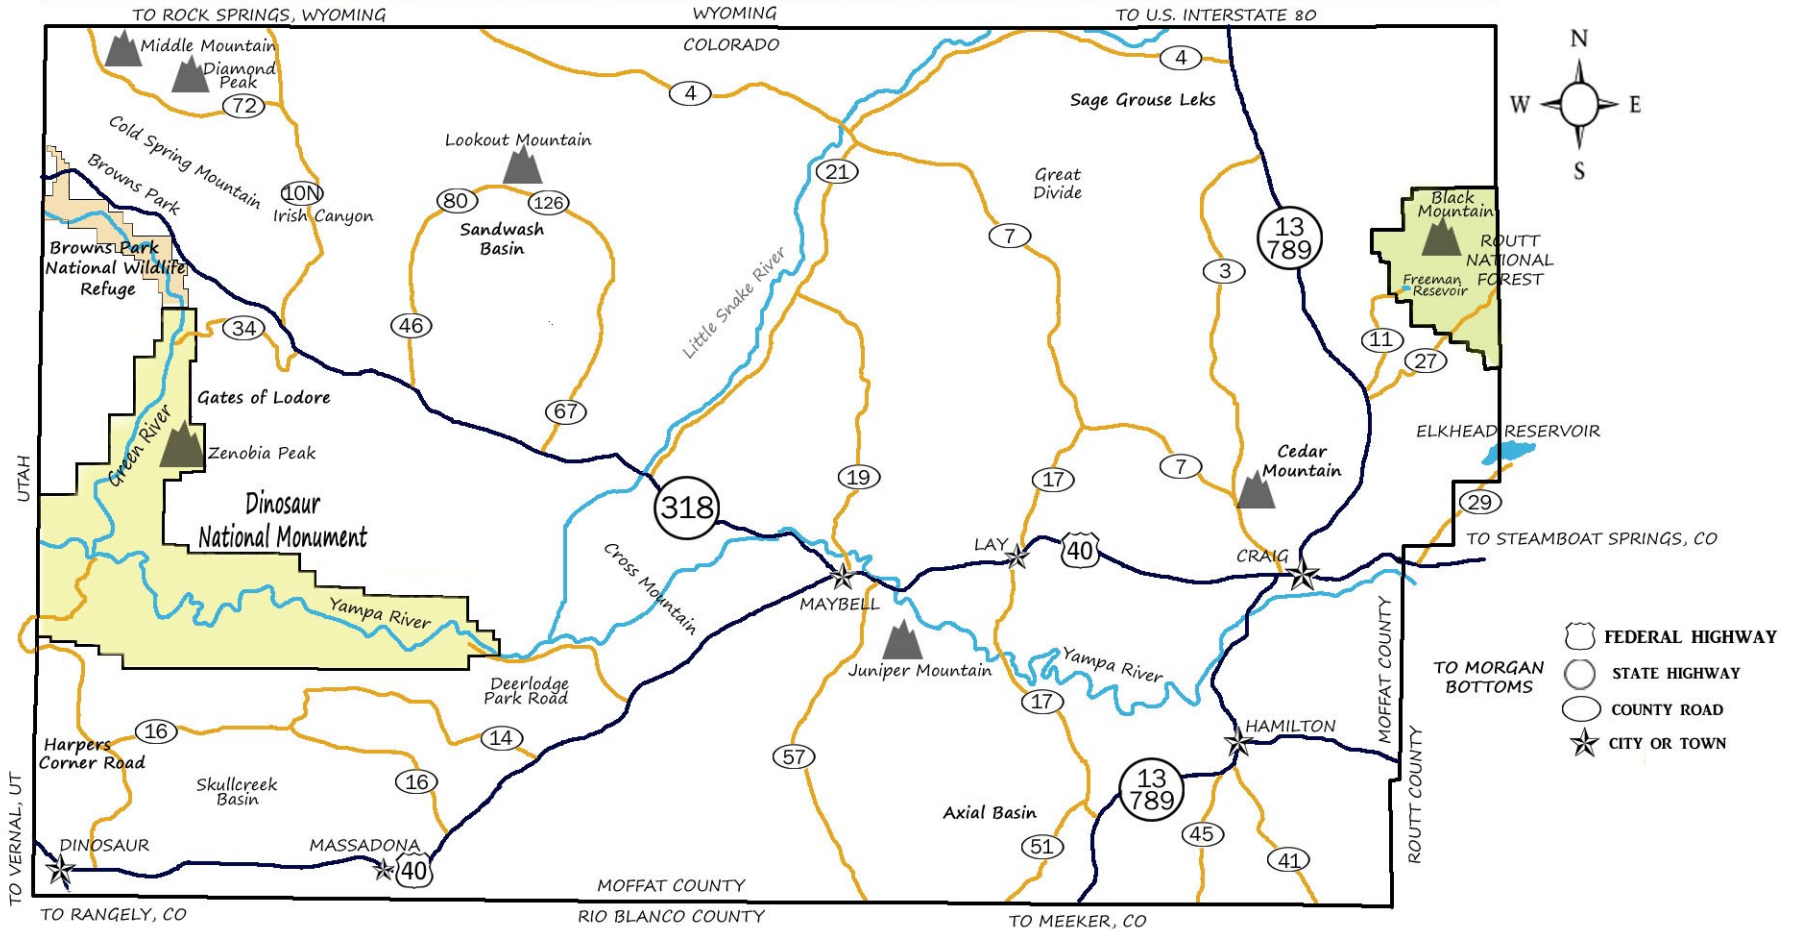 TO ROCK SPRINGS, WYOMING
WYOMING
TO U.S. INTERSTATE 80
COLORADO
N
W
E
S
Middle Mountain
Diamond
Peak
72
4
4
Sage Grouse Leks
Cold Spring Mountain
Browns Park
Lookout Mountain
10N
Irish Canyon
80
126
Sandwash
Basin
21
Great
Divide
7
13
789
3
Black
Mountain
ROUTT
NATIONAL
FOREST
Freeman
Resevoir
Browns Park
National Wildlife
Refuge
34
46
Little Snake River
11
27
Gates of Lodore
67
Green River
Zenobia Peak
UTAH
ELKHEAD RESERVOIR
Cedar
Mountain
19
17
7
29
Dinosaur
National Monument
318
TO STEAMBOAT SPRINGS, CO
LAY
40
CRAIG
Cross Mountain
MAYBELL
Yampa River
Juniper Mountain
Yampa River
MOFFAT COUNTY
FEDERAL HIGHWAY
TO MORGAN
BOTTOMS
STATE HIGHWAY
COUNTY ROAD
CITY OR TOWN
Deerlodge
Park Road
17
HAMILTON
16
14
Harpers
Corner Road
57
16
Skullcreek
Basin
13
789
Axial Basin
ROUTT COUNTY
TO VERNAL, UT
DINOSAUR
MASSADONA
40
51
45
41
MOFFAT COUNTY
TO RANGELY, CO
RIO BLANCO COUNTY
TO MEEKER, CO